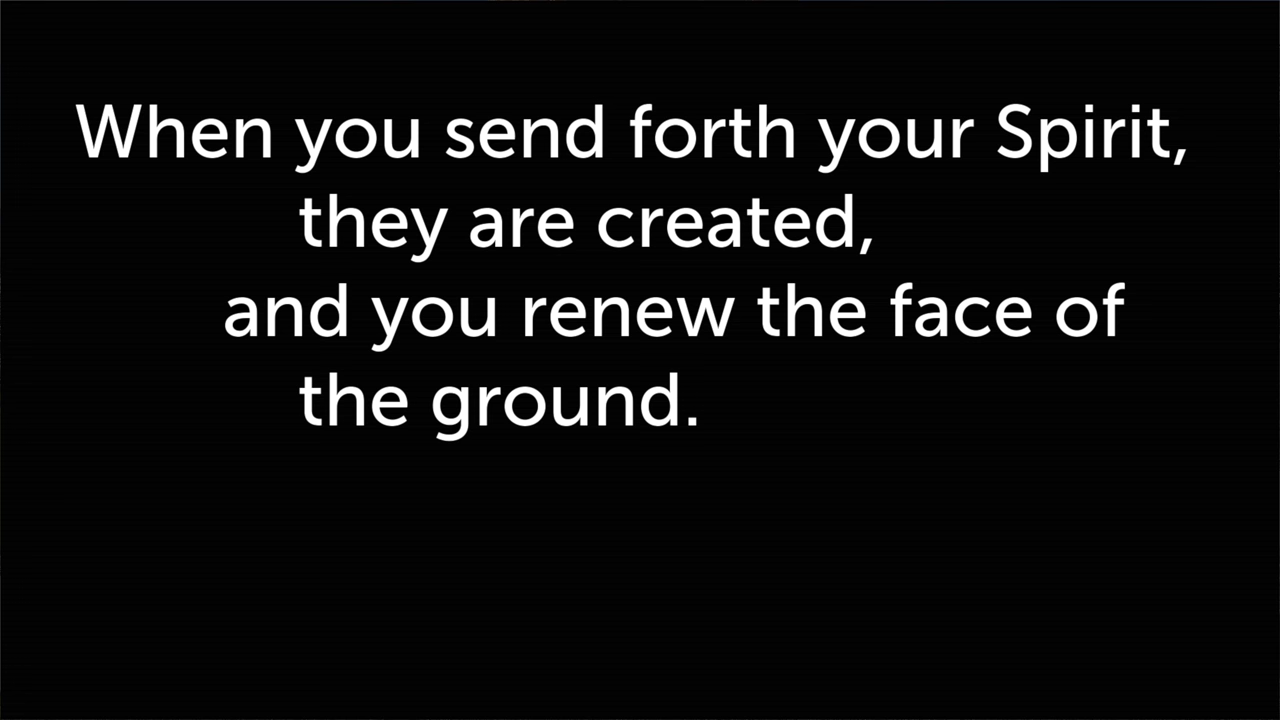 When you send forth your Spirit,
they are created,
and you renew the face of
the ground.